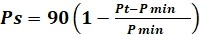 Ps = 90(1 − (Pt−P min)/(P min))